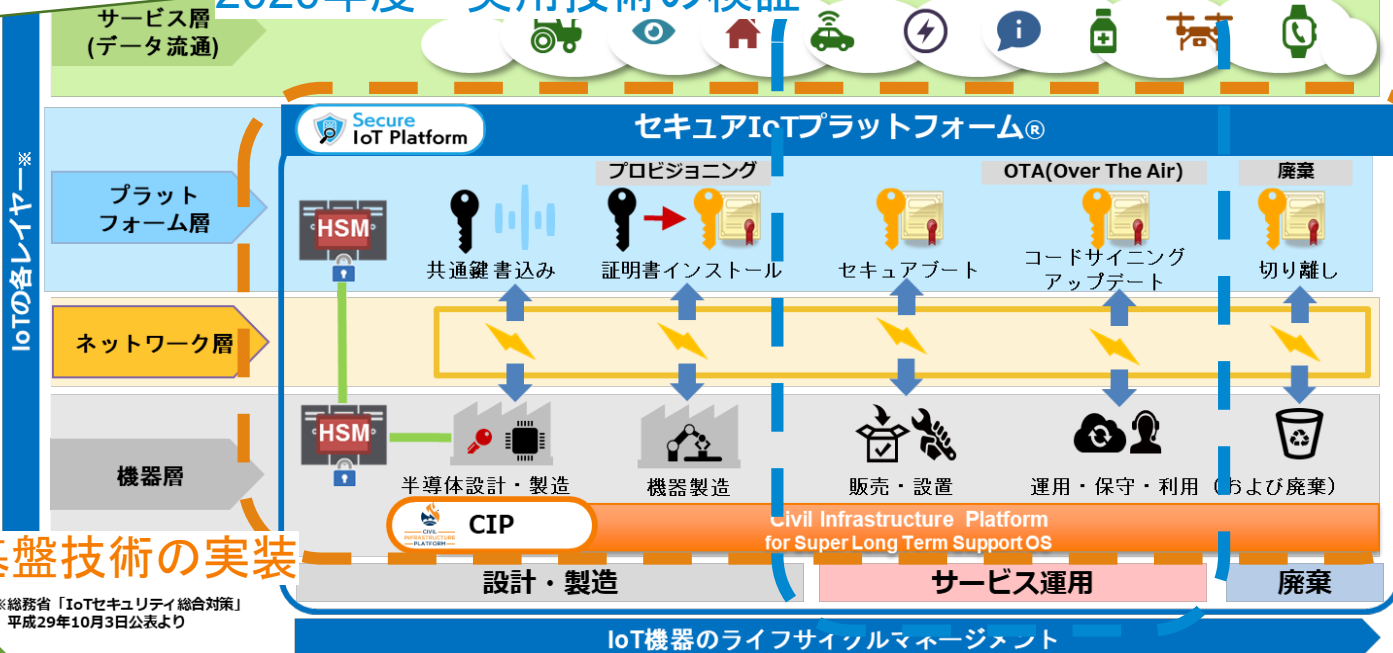 2020年度 実用技術の検証
サービス層
(データ流通)
IoTの各レイヤー※
Secure
IoT Platform
セキュアIoTプラットフォーム®
プラット
フォーム層
プロビジョニング
OTA(Over The Air)
廃棄
HSM
共通鍵書込み
証明書インストール
セキュアブート
コードサイニング
アップデート
切り離し
ネットワーク層
機器層
HSM
半導体設計・製造
機器製造
販売・設置
運用・保守・利用（および廃棄）
CIVIL
INFRASTRUCTURE
PLATFORM
CIP
Civil Infrastructure Platform
for Super Long Term Support OS
基盤技術の実装
設計・製造
サービス運用
廃棄
※総務省「IoTセキュリティ総合対策」
平成29年10月3日公表より
IoT機器のライフサイクルマネージメント